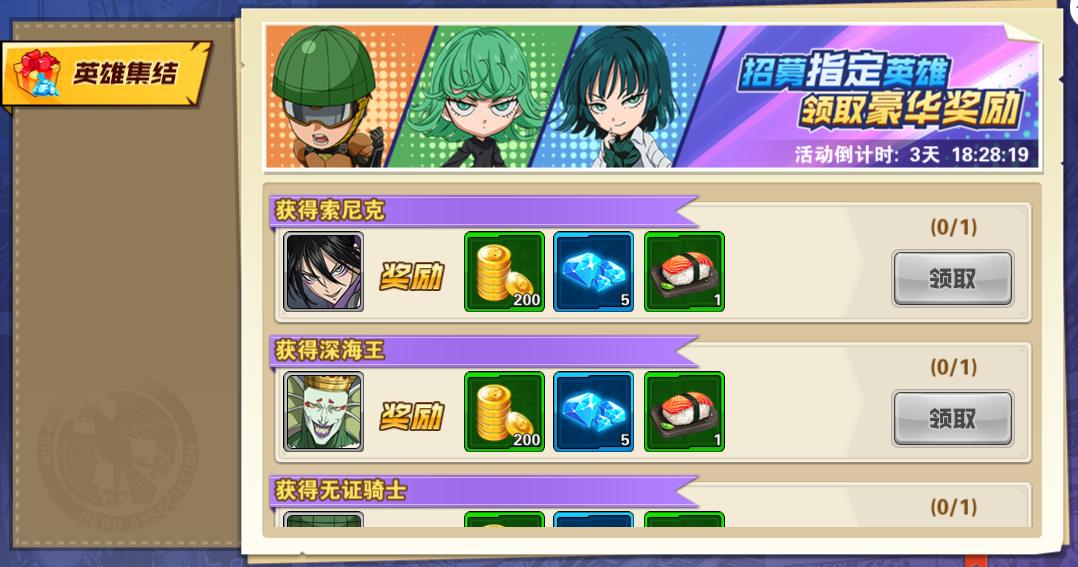 英雄集结
招募指定英雄
领取豪华奖励
活动倒计时: 3天 18:28:19
获得索尼克
(0/1)
奖励
200
5
1
领取
获得深海王
(0/1)
奖励
200
5
1
领取
获得无证骑士
(0/1)
HERO ASSOCIATION